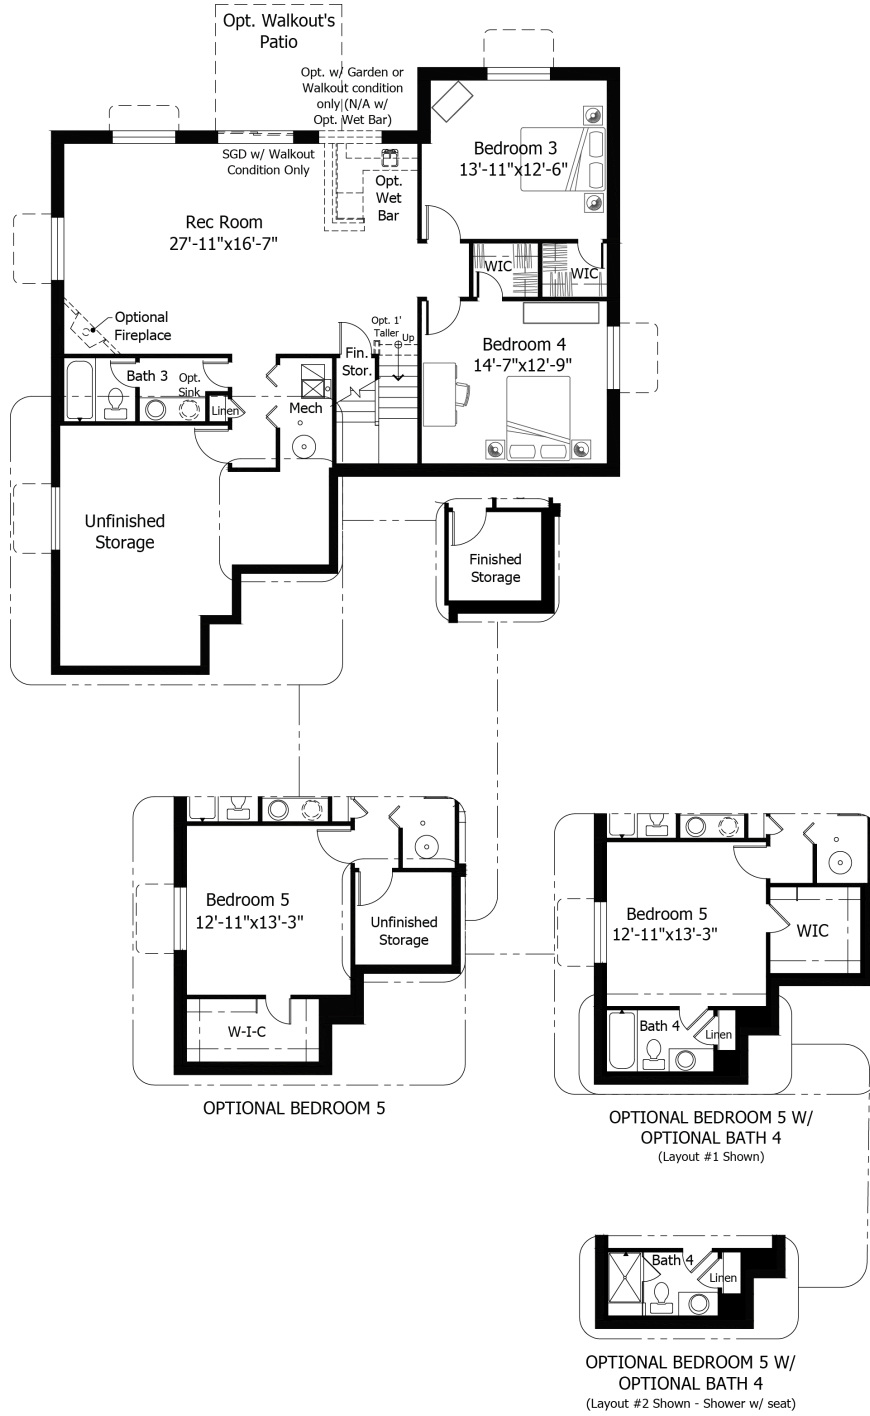 Opt. Walkout's
Patio
Opt. w/ Garden or
Walkout condition
only (N/A w/
Opt. Wet Bar)
SGD w/ Walkout
Condition Only
Opt.
Wet
Bar
Bedroom 3
13'-11"x12'-6"
Rec Room
27'-11"x16'-7"
WIC
WIC
Optional
Fireplace
Opt. 1'
Taller
Up
Fin.
Stor.
Bedroom 4
14'-7"x12'-9"
Bath 3
Opt.
Sink
Linen
Mech
Unfinished
Storage
Finished
Storage
Bedroom 5
12'-11"x13'-3"
Unfinished
Storage
W-I-C
OPTIONAL BEDROOM 5
Bedroom 5
12'-11"x13'-3"
WIC
Bath 4
Linen
OPTIONAL BEDROOM 5 W/
OPTIONAL BATH 4
(Layout #1 Shown)
Bath 4
Linen
OPTIONAL BEDROOM 5 W/
OPTIONAL BATH 4
(Layout #2 Shown - Shower w/ seat)